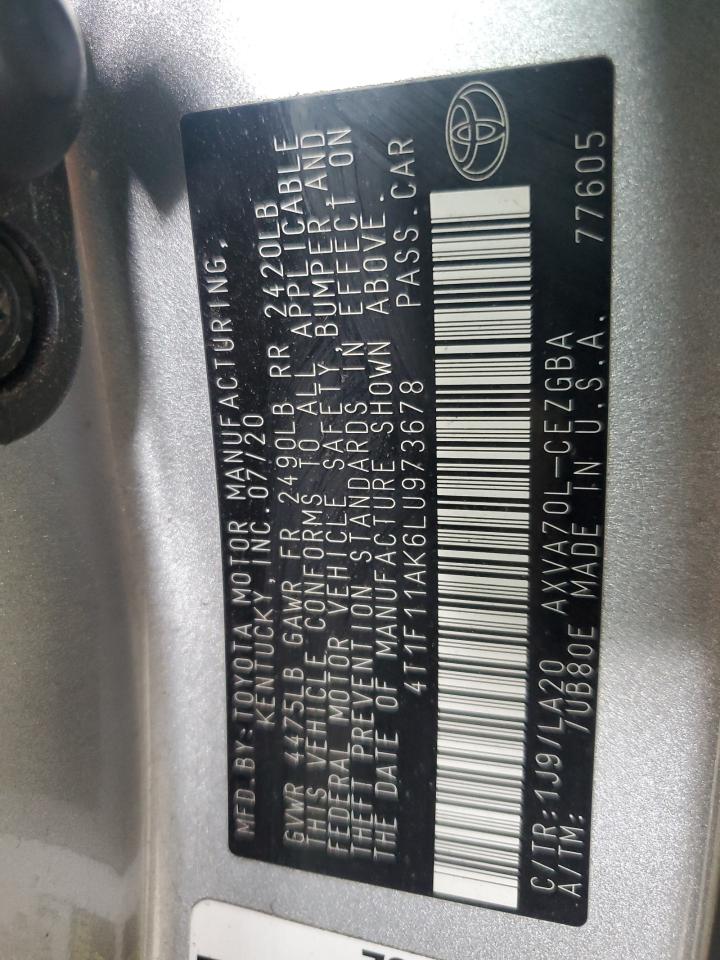 MFD.BY:TOYOTA MOTOR MANUFACTURING,
KENTUCKY, INC.07/20
GVWR 4475LB GAWR FR 2490LB RR 2420LB
THIS VEHICLE CONFORMS TO ALL APPLICABLE
FEDERAL MOTOR VEHICLE SAFETY, BUMPER, AND
THEFT PREVENTION STANDARDS IN EFFECT ON
THE DATE OF MANUFACTURE SHOWN ABOVE.
4T1F11AK6LU973678 PASS.CAR
C/TR:1J9/LA20 AXVA70L-CEZGBA
A/TM: 7UB80E MADE IN U.S.A. 77605